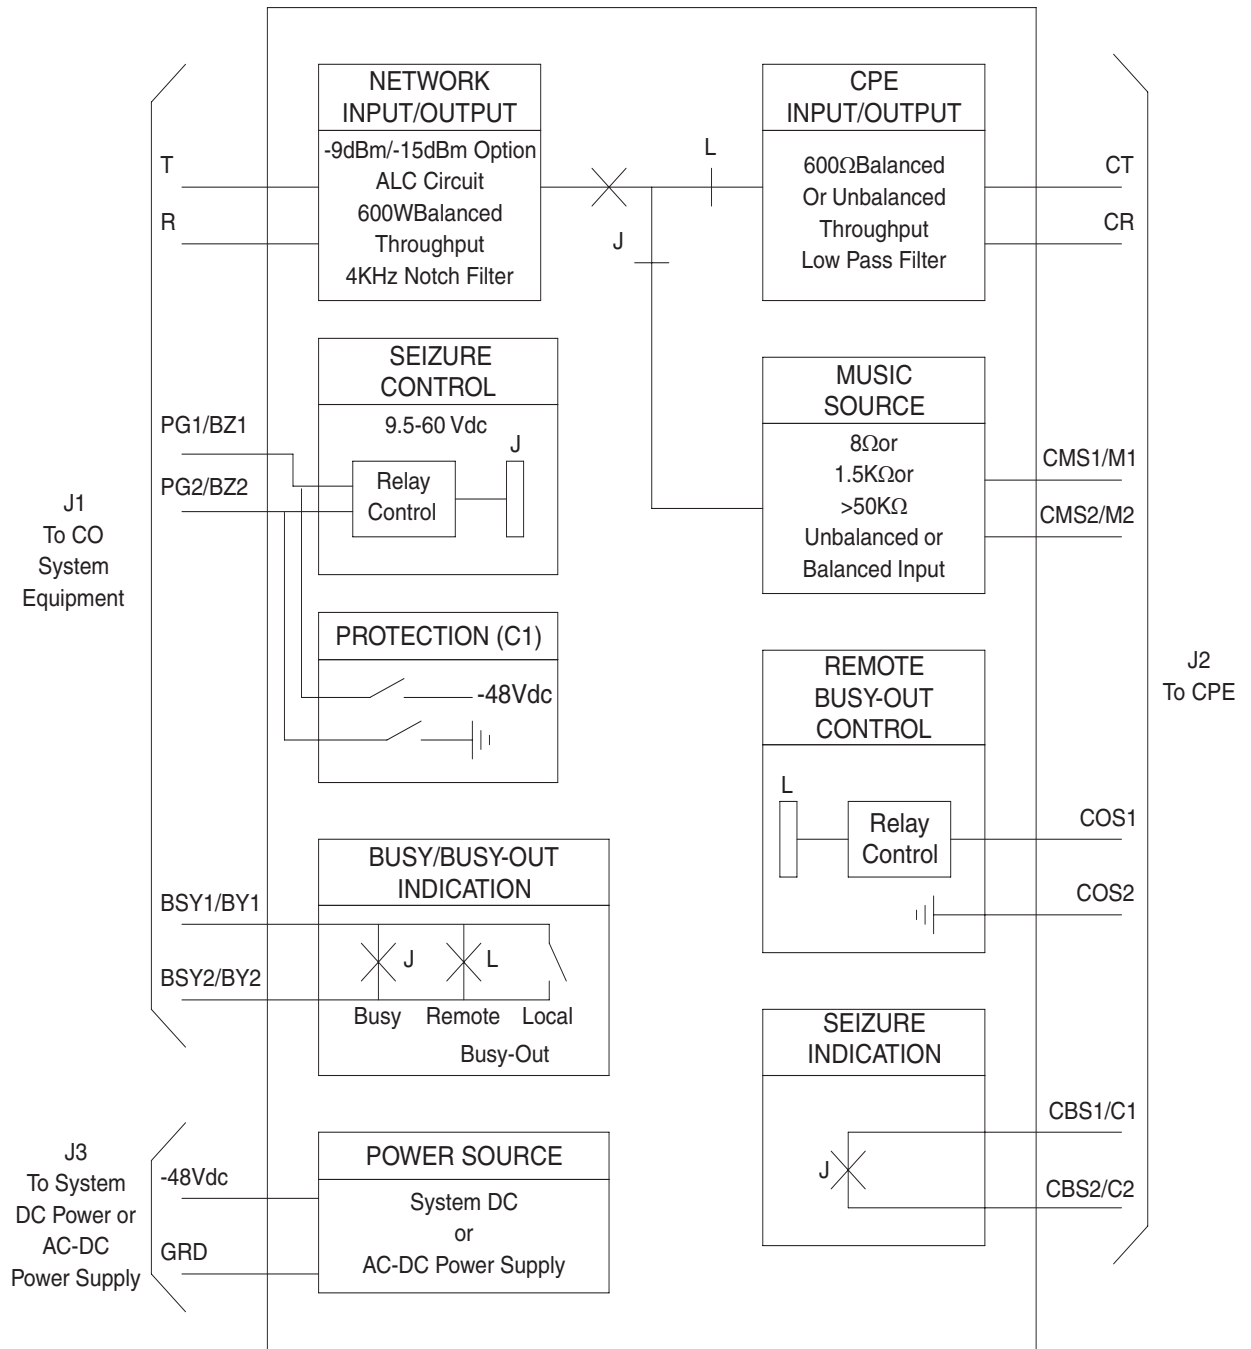 NETWORK
INPUT/OUTPUT
-9dBm/-15dBm Option
ALC Circuit
600WBalanced
Throughput
4KHz Notch Filter
T
R
L
J
CPE
INPUT/OUTPUT
600ΩBalanced
Or Unbalanced
Throughput
Low Pass Filter
CT
CR
SEIZURE
CONTROL
9.5-60 Vdc
J
Relay
Control
PG1/BZ1
PG2/BZ2
J1
To CO
System
Equipment
MUSIC
SOURCE
8Ωor
1.5KΩor
>50KΩ
Unbalanced or
Balanced Input
CMS1/M1
CMS2/M2
PROTECTION (C1)
-48Vdc
REMOTE
BUSY-OUT
CONTROL
L
Relay
Control
COS1
COS2
J2
To CPE
BUSY/BUSY-OUT
INDICATION
BSY1/BY1
BSY2/BY2
J
L
Busy Remote Local
Busy-Out
SEIZURE
INDICATION
J
CBS1/C1
CBS2/C2
J3
To System
DC Power or
AC-DC
Power Supply
-48Vdc
GRD
POWER SOURCE
System DC
or
AC-DC Power Supply